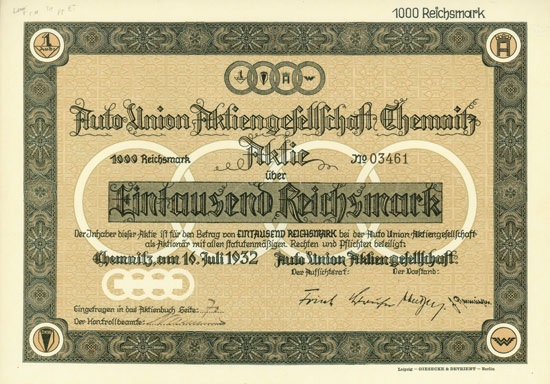 1000 Reichsmark
1
Audi
Auto Union Aktiengesellschaft Chemnitz
1000 Reichsmark
Aktie
No 03461
über
Eintausend Reichsmark
Der Inhaber dieser Aktie ist für den Betrag von EINTAUSEND REICHSMARK bei der Auto Union Aktiengesellschaft
als Aktionär mit allen statutenmäßigen Rechten und Pflichten beteiligt.
Chemnitz, am 16. Juli 1932
Auto Union Aktiengesellschaft
Der Aufsichtsrat:
Der Vorstand:
Eingetragen in das Aktienbuch Seite:
Der Kontrollbeamte:
Leipzig – GIESECKE & DEVRIENT – Berlin